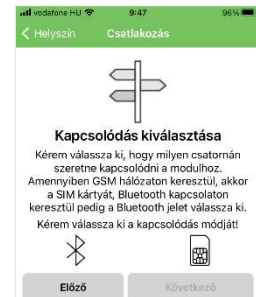 vodafone HU 9:47 96%
Helyszín Csatlakozás
Kapcsolódás kiválasztása
Kérem válassza ki, hogy milyen csatornán
szeretne kapcsolódni a modulhoz.
Amennyiben GSM hálózaton keresztül, akkor
a SIM kártyát, Bluetooth kapcsolaton
keresztül pedig a Bluetooth jelet válassza ki.
Kérem válassza ki a kapcsolódás módját!
Előző Következő